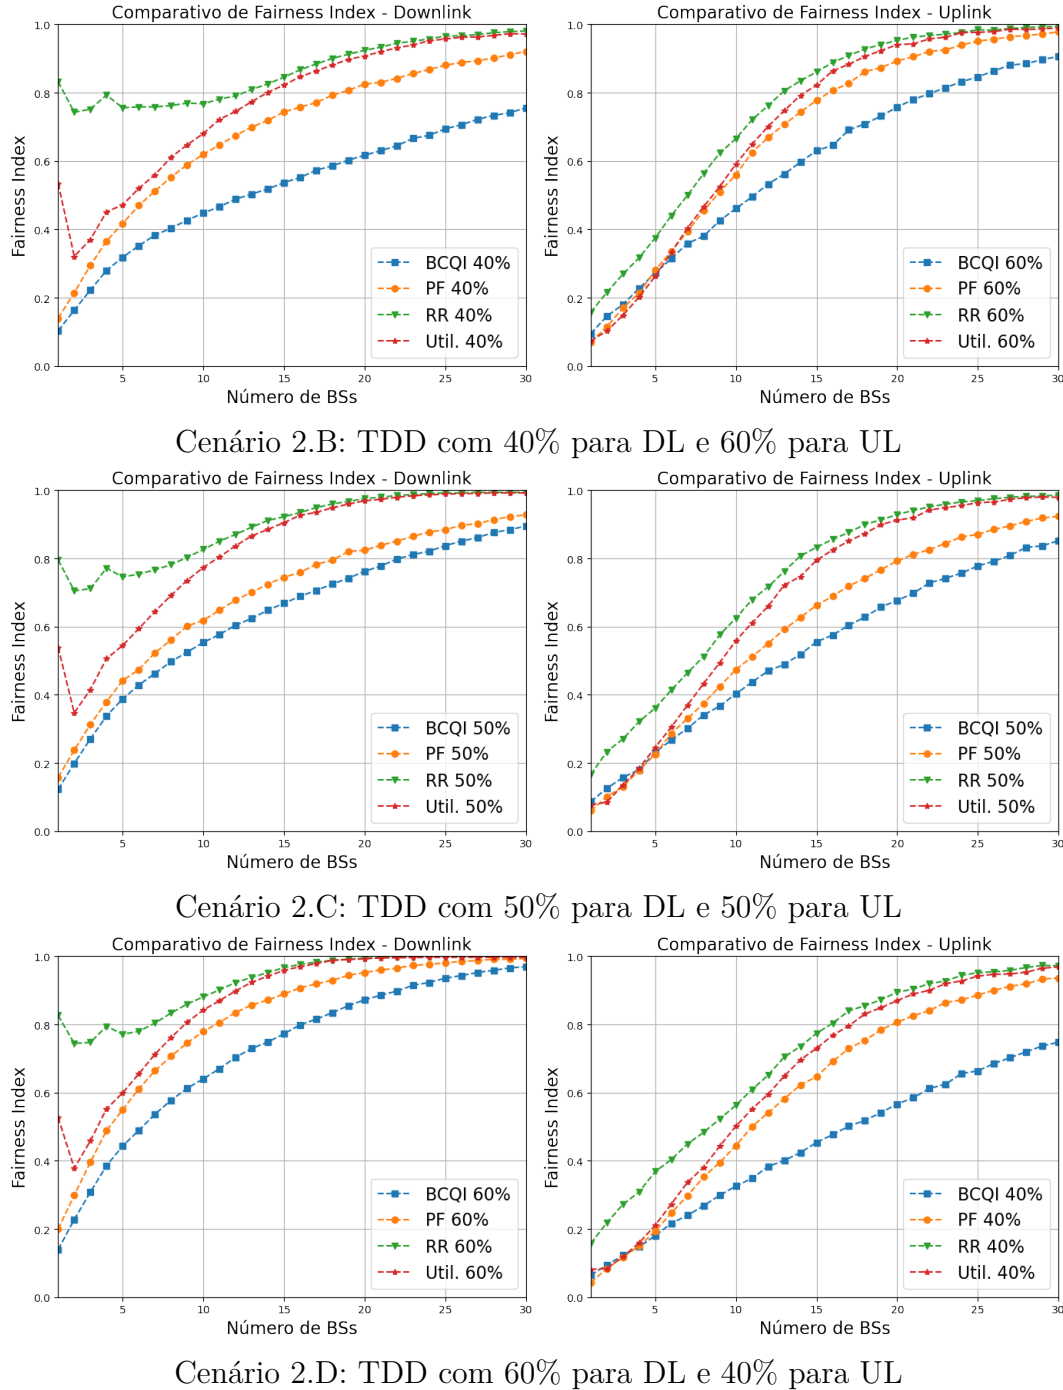 Comparativo de Fairness Index - Downlink
Fairness Index
1.0
0.8
0.6
0.4
0.2
0.0
BCQI 40%
PF 40%
RR 40%
Util. 40%
5 10 15 20 25 30
Número de BSs
Comparativo de Fairness Index - Uplink
Fairness Index
1.0
0.8
0.6
0.4
0.2
0.0
BCQI 60%
PF 60%
RR 60%
Util. 60%
5 10 15 20 25 30
Número de BSs
Cenário 2.B: TDD com 40% para DL e 60% para UL
Comparativo de Fairness Index - Downlink
Fairness Index
1.0
0.8
0.6
0.4
0.2
0.0
BCQI 50%
PF 50%
RR 50%
Util. 50%
5 10 15 20 25 30
Número de BSs
Comparativo de Fairness Index - Uplink
Fairness Index
1.0
0.8
0.6
0.4
0.2
0.0
BCQI 50%
PF 50%
RR 50%
Util. 50%
5 10 15 20 25 30
Número de BSs
Cenário 2.C: TDD com 50% para DL e 50% para UL
Comparativo de Fairness Index - Downlink
Fairness Index
1.0
0.8
0.6
0.4
0.2
0.0
BCQI 60%
PF 60%
RR 60%
Util. 60%
5 10 15 20 25 30
Número de BSs
Comparativo de Fairness Index - Uplink
Fairness Index
1.0
0.8
0.6
0.4
0.2
0.0
BCQI 40%
PF 40%
RR 40%
Util. 40%
5 10 15 20 25 30
Número de BSs
Cenário 2.D: TDD com 60% para DL e 40% para UL